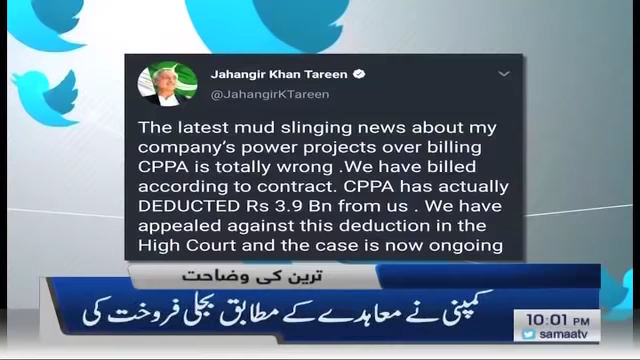 Jahangir Khan Tareen
@JahangirKTareen
The latest mud slinging news about my
company's power projects over billing
CPPA is totally wrong .We have billed
according to contract. CPPA has actually
DEDUCTED Rs 3.9 Bn from us . We have
appealed against this deduction in the
High Court and the case is now ongoing
ترین کی وضاحت
کمپنی نے معاہدے کے مطابق بجلی فروخت کی
10:01 PM
samaatv